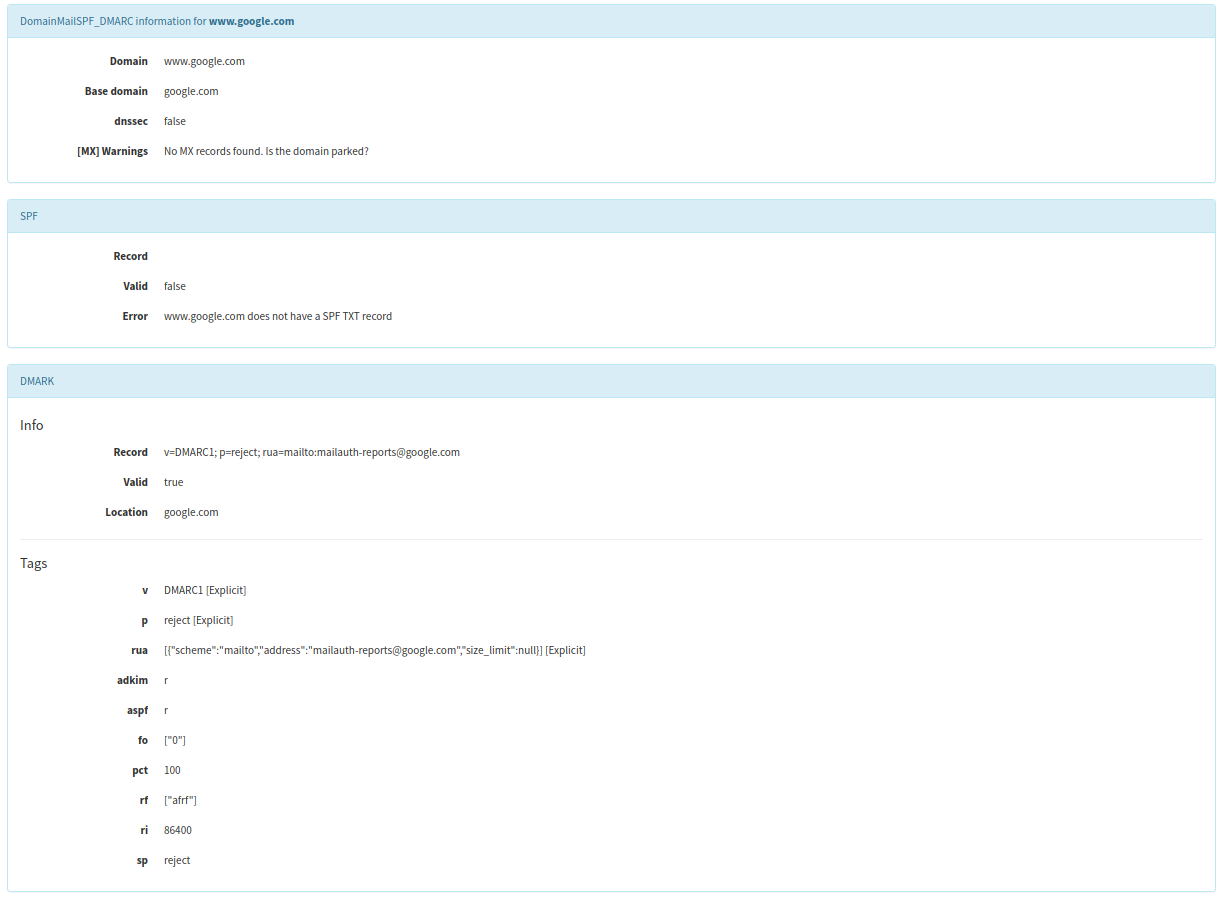 DomainMailSPF_DMARC information for www.google.com
Domain www.google.com
Base domain google.com
dnssec false
[MX] Warnings No MX records found. Is the domain parked?
SPF
Record
Valid false
Error www.google.com does not have a SPF TXT record
DMARK
Info
Record v=DMARC1; p=reject; rua=mailto:mailauth-reports@google.com
Valid true
Location google.com
Tags
v DMARC1 [Explicit]
p reject [Explicit]
rua [{"scheme":"mailto","address":"mailauth-reports@google.com","size_limit":null}] [Explicit]
adkim r
aspf r
fo ["0"]
pct 100
rf ["afrf"]
ri 86400
sp reject